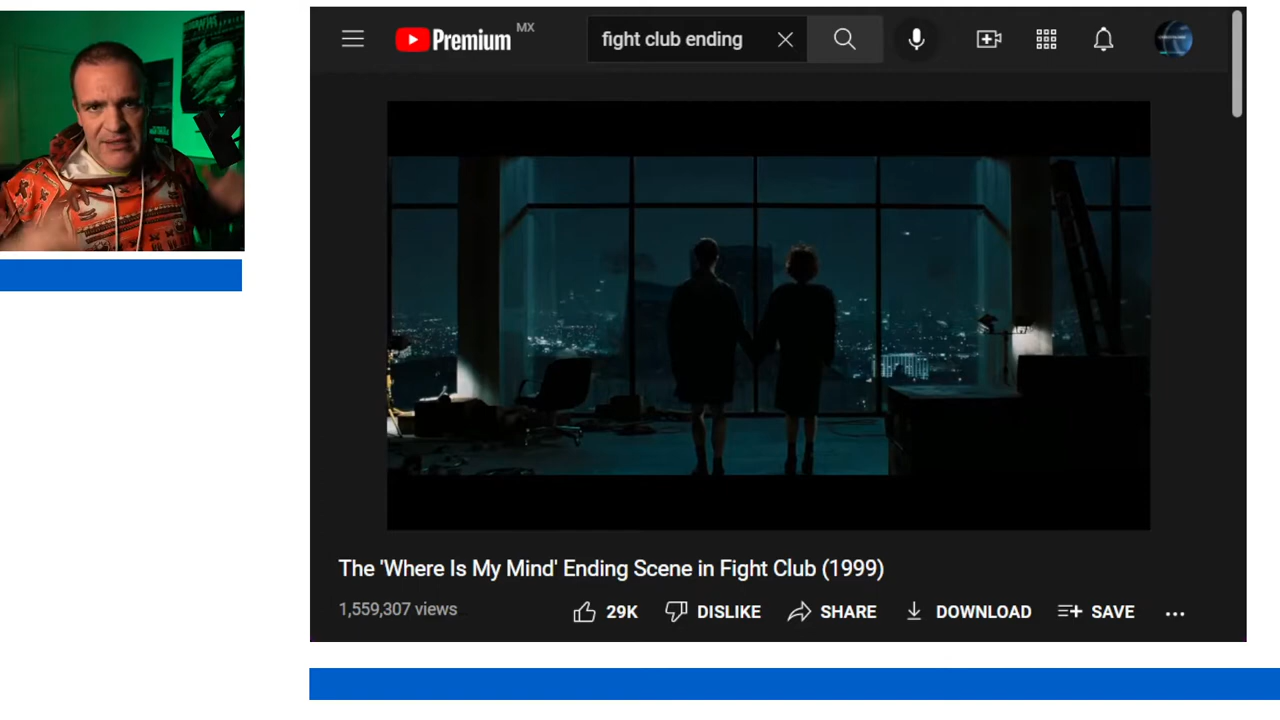 Premium MX
fight club ending
The 'Where Is My Mind' Ending Scene in Fight Club (1999)
1,559,307 views
29K DISLIKE SHARE DOWNLOAD SAVE